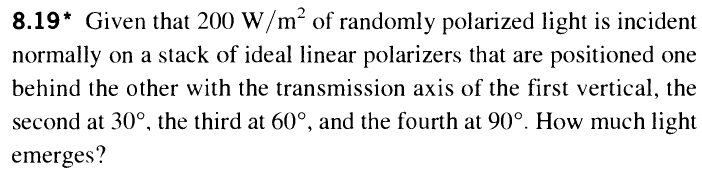 8.19* Given that 200 W/m² of randomly polarized light is incident
normally on a stack of ideal linear polarizers that are positioned one
behind the other with the transmission axis of the first vertical, the
second at 30°, the third at 60°, and the fourth at 90°. How much light
emerges?